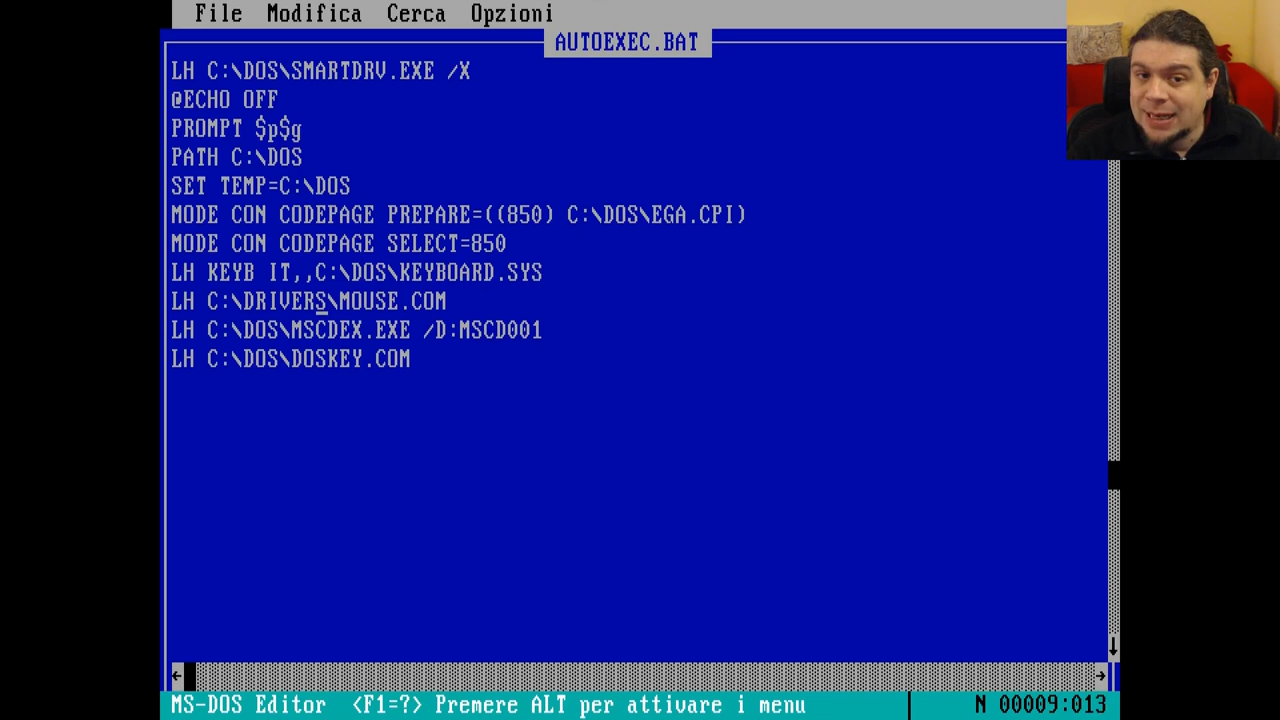 File Modifica Cerca Opzioni
AUTOEXEC.BAT
LH C:\DOS\SMARTDRV.EXE /X
@ECHO OFF
PROMPT $p$g
PATH C:\DOS
SET TEMP=C:\DOS
MODE CON CODEPAGE PREPARE=((850) C:\DOS\EGA.CPI)
MODE CON CODEPAGE SELECT=850
LH KEYB IT,,C:\DOS\KEYBOARD.SYS
LH C:\DRIVERS\MOUSE.COM
LH C:\DOS\MSCDEX.EXE /D:MSCD001
LH C:\DOS\DOSKEY.COM
MS-DOS Editor <F1=?> Premere ALT per attivare i menu N 00009:013